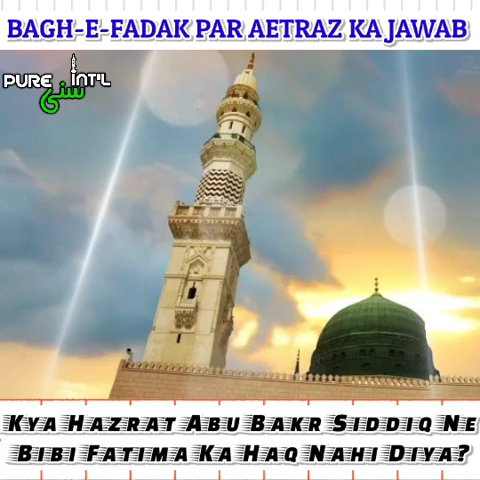 BAGH-E-FADAK PAR AETRAZ KA JAWAB
PURE INT'L
سنی
Kya Hazrat Abu Bakr Siddiq Ne
Bibi Fatima Ka Haq Nahi Diya?